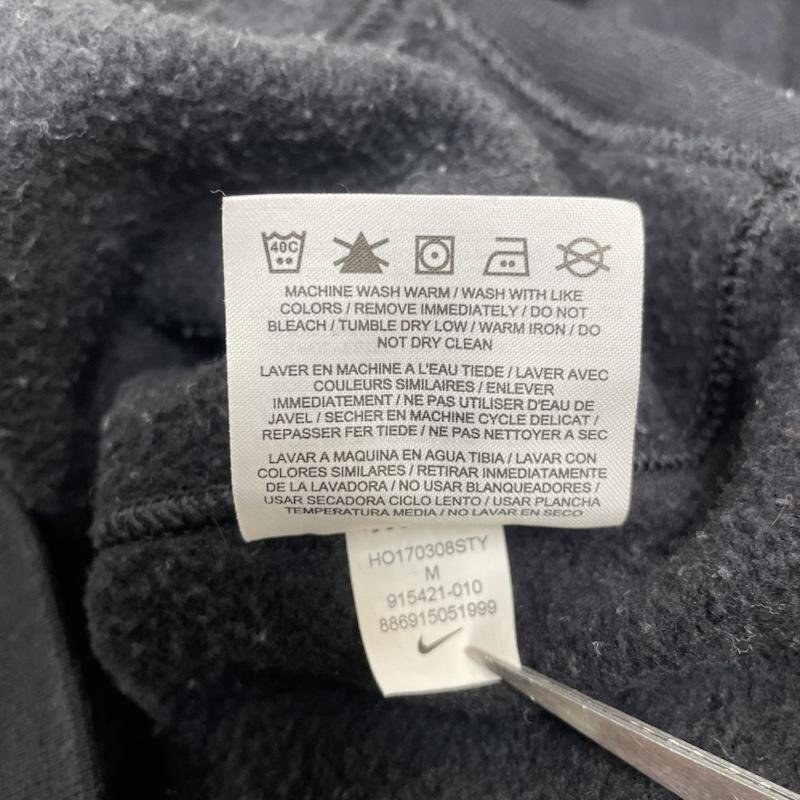 40C
MACHINE WASH WARM / WASH WITH LIKE
COLORS / REMOVE IMMEDIATELY / DO NOT
BLEACH / TUMBLE DRY LOW / WARM IRON / DO
NOT DRY CLEAN
LAVER EN MACHINE A L'EAU TIEDE / LAVER AVEC
COULEURS SIMILAIRES / ENLEVER
IMMEDIATEMENT / NE PAS UTILISER D'EAU DE
JAVEL / SECHER EN MACHINE CYCLE DELICAT /
REPASSER FER TIEDE / NE PAS NETTOYER A SEC
LAVAR A MAQUINA EN AGUA TIBIA / LAVAR CON
COLORES SIMILARES / RETIRAR INMEDIATAMENTE
DE LA LAVADORA / NO USAR BLANQUEADORES /
USAR SECADORA CICLO LENTO / USAR PLANCHA
TEMPERATURA MEDIA / NO LAVAR EN SECO
HO170308STY
M
915421-010
886915051999